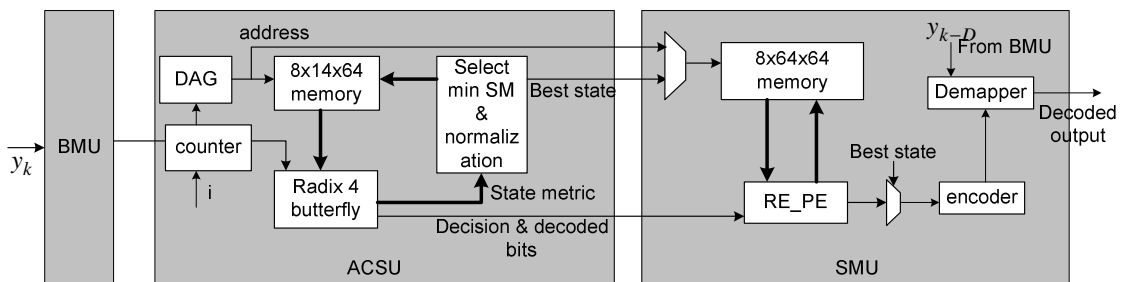 y_k
BMU
DAG
counter
i
address
8x14x64
memory
Radix 4
butterfly
Select
min SM
&
normaliz
ation
State metric
Best state
Decision & decoded
bits
ACSU
8x64x64
memory
RE_PE
Best state
encoder
y_{k-D}
From BMU
Demapper
Decoded
output
SMU